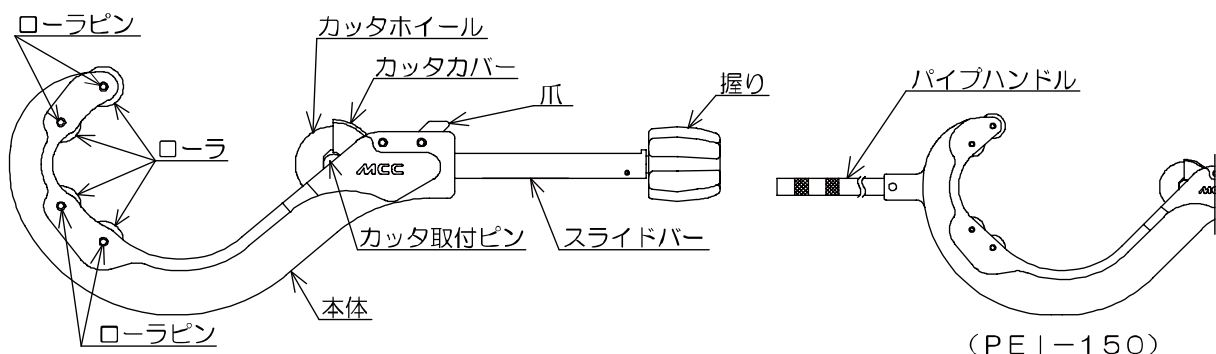 ローラピン
カッタホイール
カッタカバー
爪
握り
パイプハンドル
ローラ
MCC
カッタ取付ピン
スライドバー
本体
ローラピン
MC
(PEI-150)